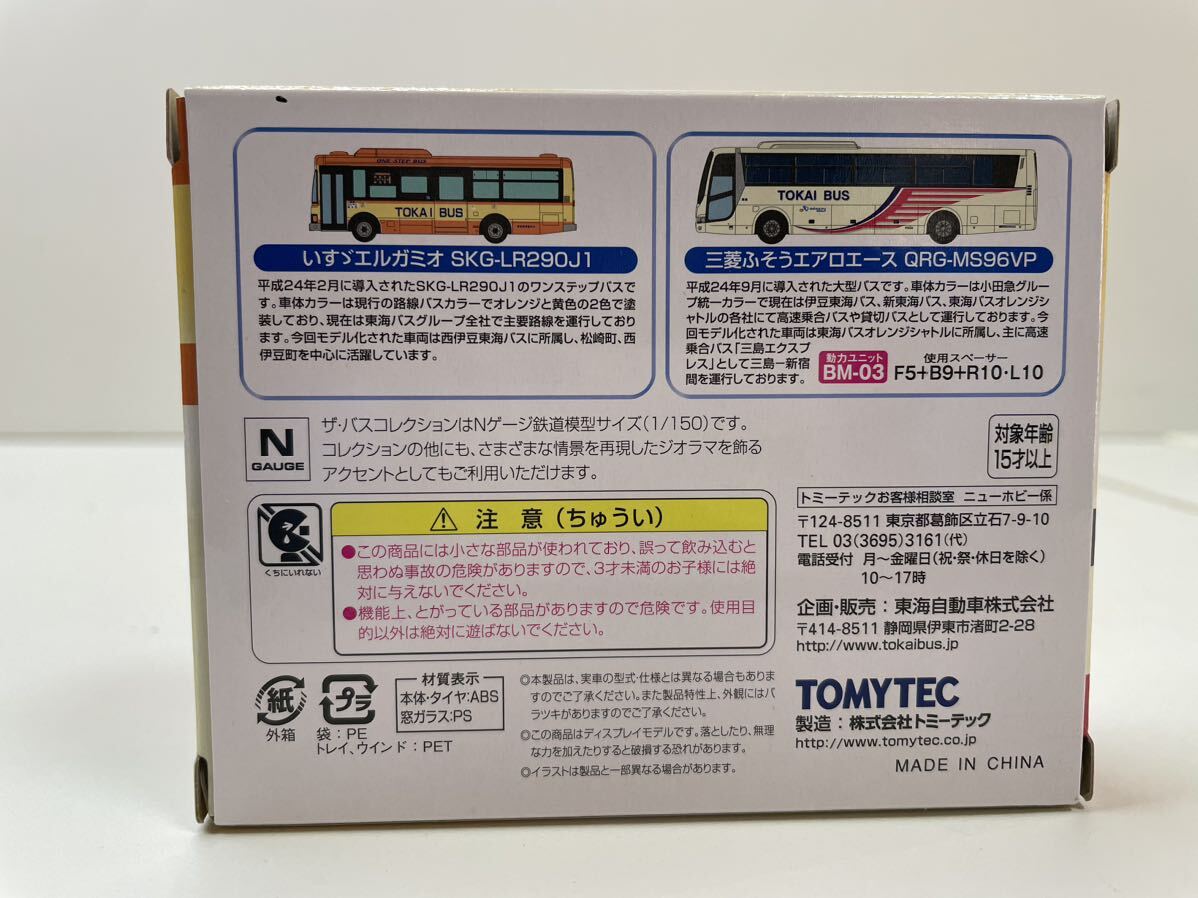 ONE STEP BUS
TOKAI BUS
いすゞエルガミオ SKG-LR290J1
平成24年2月に導入されたSKG-LR290J1のワンステップバスで
す。車体カラーは現行の路線バスカラーでオレンジと黄色の2色で塗
装しており、現在は東海バスグループ全社で主要路線を運行しており
ます。今回モデル化された車両は西伊豆東海バスに所属し、松崎町、西
伊豆町を中心に活躍しています。
TOKAI BUS
三菱ふそうエアロエース QRG-MS96VP
平成24年9月に導入された大型バスです。車体カラーは小田急グルー
プ統一カラーで現在は伊豆東海バス、新東海バス、東海バスオレンジシ
ャトルの各社にて高速乗合バスや貸切バスとして運行しております。今
回モデル化された車両は東海バスオレンジシャトルに所属し、主に高速
乗合バス「三島エクスプ
レス」として三島ー新宿
間を運行しております。
動力ユニット
BM-03
使用スペーサー
F5+B9+R10・L10
N
GAUGE
ザ・バスコレクションはNゲージ鉄道模型サイズ(1/150)です。
コレクションの他にも、さまざまな情景を再現したジオラマを飾る
アクセントとしてもご利用いただけます。
対象年齢
15才以上
くちにいれない
⚠ 注 意(ちゅうい)
●この商品には小さな部品が使われており、誤って飲み込むと
思わぬ事故の危険がありますので、3才未満のお子様には絶
対に与えないでください。
●機能上、とがっている部品がありますので危険です。使用目
的以外は絶対に遊ばないでください。
トミーテックお客様相談室 ニューホビー係
〒124-8511 東京都葛飾区立石7-9-10
TEL 03(3695)3161(代)
電話受付 月〜金曜日(祝・祭・休日を除く)
10〜17時
企画・販売:東海自動車株式会社
〒414-8511 静岡県伊東市渚町2-28
http://www.tokaibus.jp
紙
外箱
プラ
袋:PE
トレイ、ウインド:PET
材質表示
本体・タイヤ:ABS
窓ガラス:PS
◎本製品は、実車の型式・仕様とは異なる場合もありま
すのでご了承ください。また製品特性上、外観にはバ
ラツキがありますのでご了承ください。
◎この商品はディスプレイモデルです。落としたり、無理
な力を加えたりすると破損する恐れがあります。
◎イラストは製品と一部異なる場合があります。
TOMYTEC
製造:株式会社トミーテック
http://www.tomytec.co.jp
MADE IN CHINA